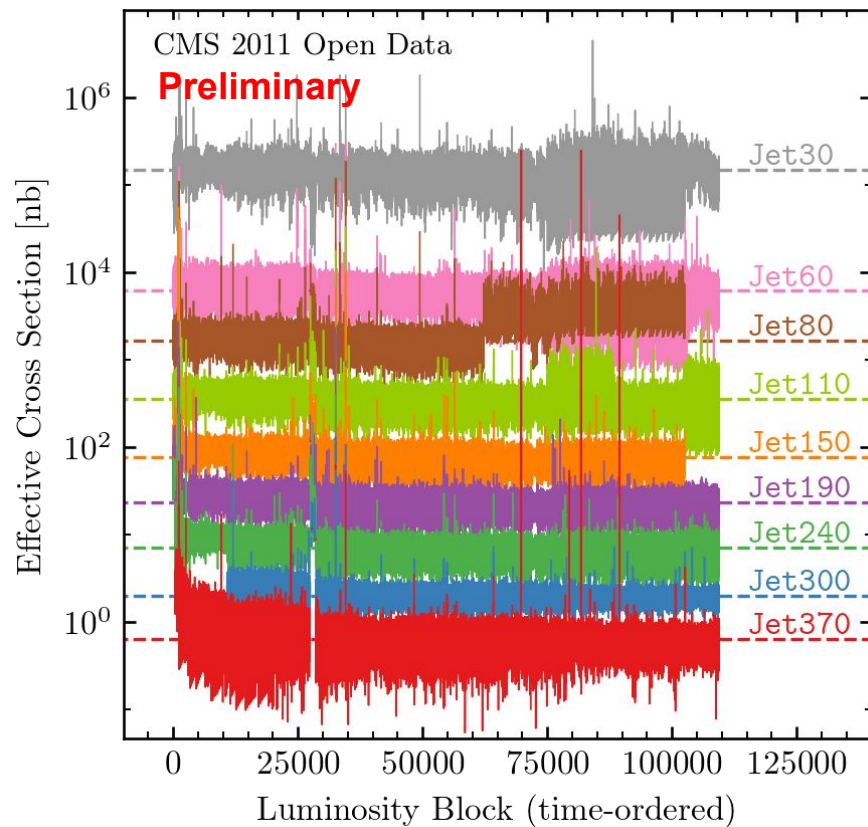 CMS 2011 Open Data
Preliminary
Effective Cross Section [nb]
10^6
10^4
10^2
10^0
Jet30
Jet60
Jet80
Jet110
Jet150
Jet190
Jet240
Jet300
Jet370
0 25000 50000 75000 100000 125000
Luminosity Block (time-ordered)